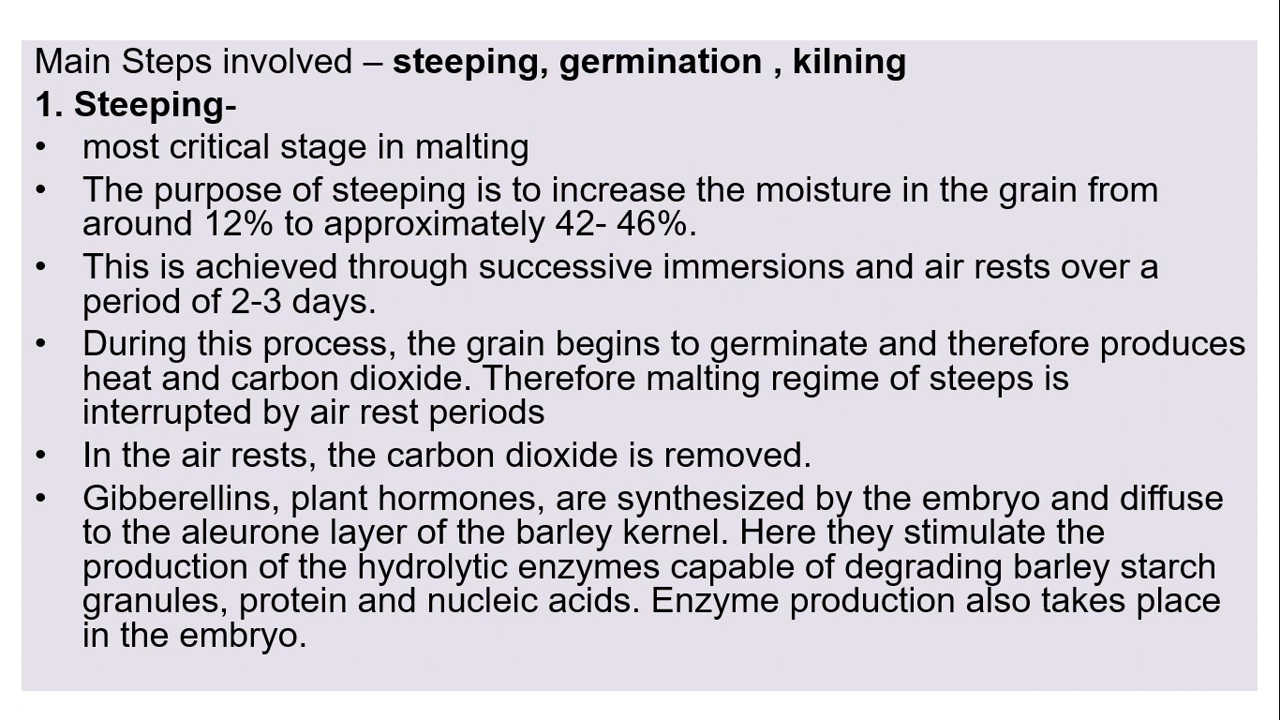 Main Steps involved – steeping, germination , kilning
1. Steeping-
• most critical stage in malting
• The purpose of steeping is to increase the moisture in the grain from
around 12% to approximately 42- 46%.
• This is achieved through successive immersions and air rests over a
period of 2-3 days.
• During this process, the grain begins to germinate and therefore produces
heat and carbon dioxide. Therefore malting regime of steeps is
interrupted by air rest periods
• In the air rests, the carbon dioxide is removed.
• Gibberellins, plant hormones, are synthesized by the embryo and diffuse
to the aleurone layer of the barley kernel. Here they stimulate the
production of the hydrolytic enzymes capable of degrading barley starch
granules, protein and nucleic acids. Enzyme production also takes place
in the embryo.